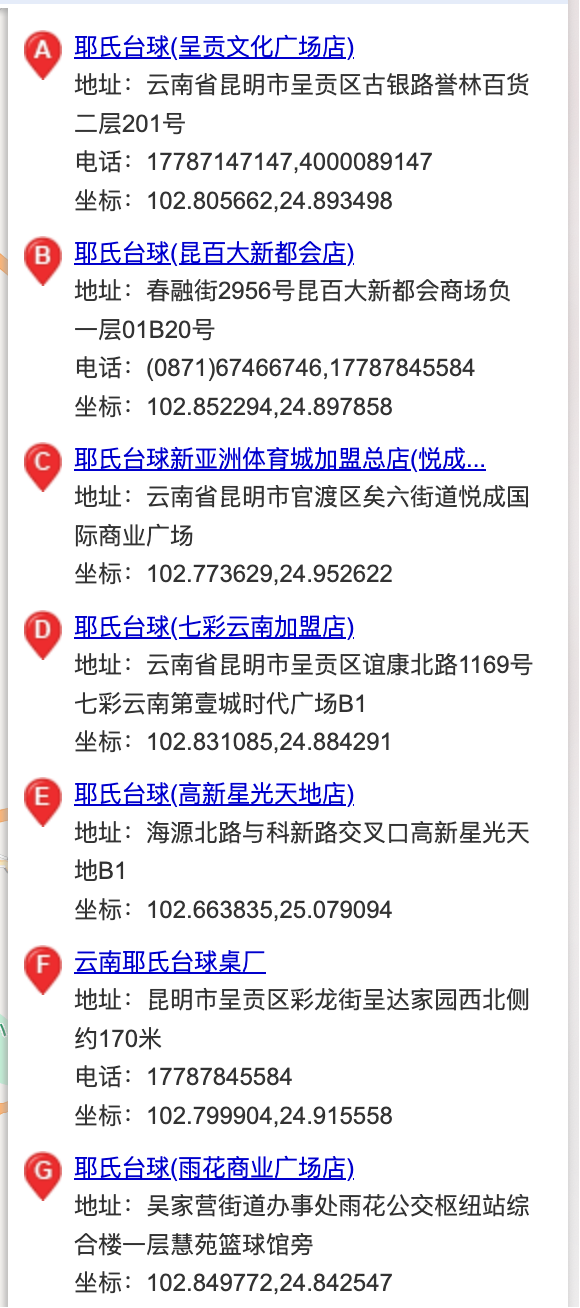 A 耶氏台球(呈贡文化广场店)
地址：云南省昆明市呈贡区古银路誉林百货
二层201号
电话：17787147147,4000089147
坐标：102.805662,24.893498
B 耶氏台球(昆百大新都会店)
地址：春融街2956号昆百大新都会商场负
一层01B20号
电话：(0871)67466746,17787845584
坐标：102.852294,24.897858
C 耶氏台球新亚洲体育城加盟总店(悦成...
地址：云南省昆明市官渡区矣六街道悦成国
际商业广场
坐标：102.773629,24.952622
D 耶氏台球(七彩云南加盟店)
地址：云南省昆明市呈贡区谊康北路1169号
七彩云南第壹城时代广场B1
坐标：102.831085,24.884291
E 耶氏台球(高新星光天地店)
地址：海源北路与科新路交叉口高新星光天
地B1
坐标：102.663835,25.079094
F 云南耶氏台球桌厂
地址：昆明市呈贡区彩龙街呈达家园西北侧
约170米
电话：17787845584
坐标：102.799904,24.915558
G 耶氏台球(雨花商业广场店)
地址：吴家营街道办事处雨花公交枢纽站综
合楼一层慧苑篮球馆旁
坐标：102.849772,24.842547